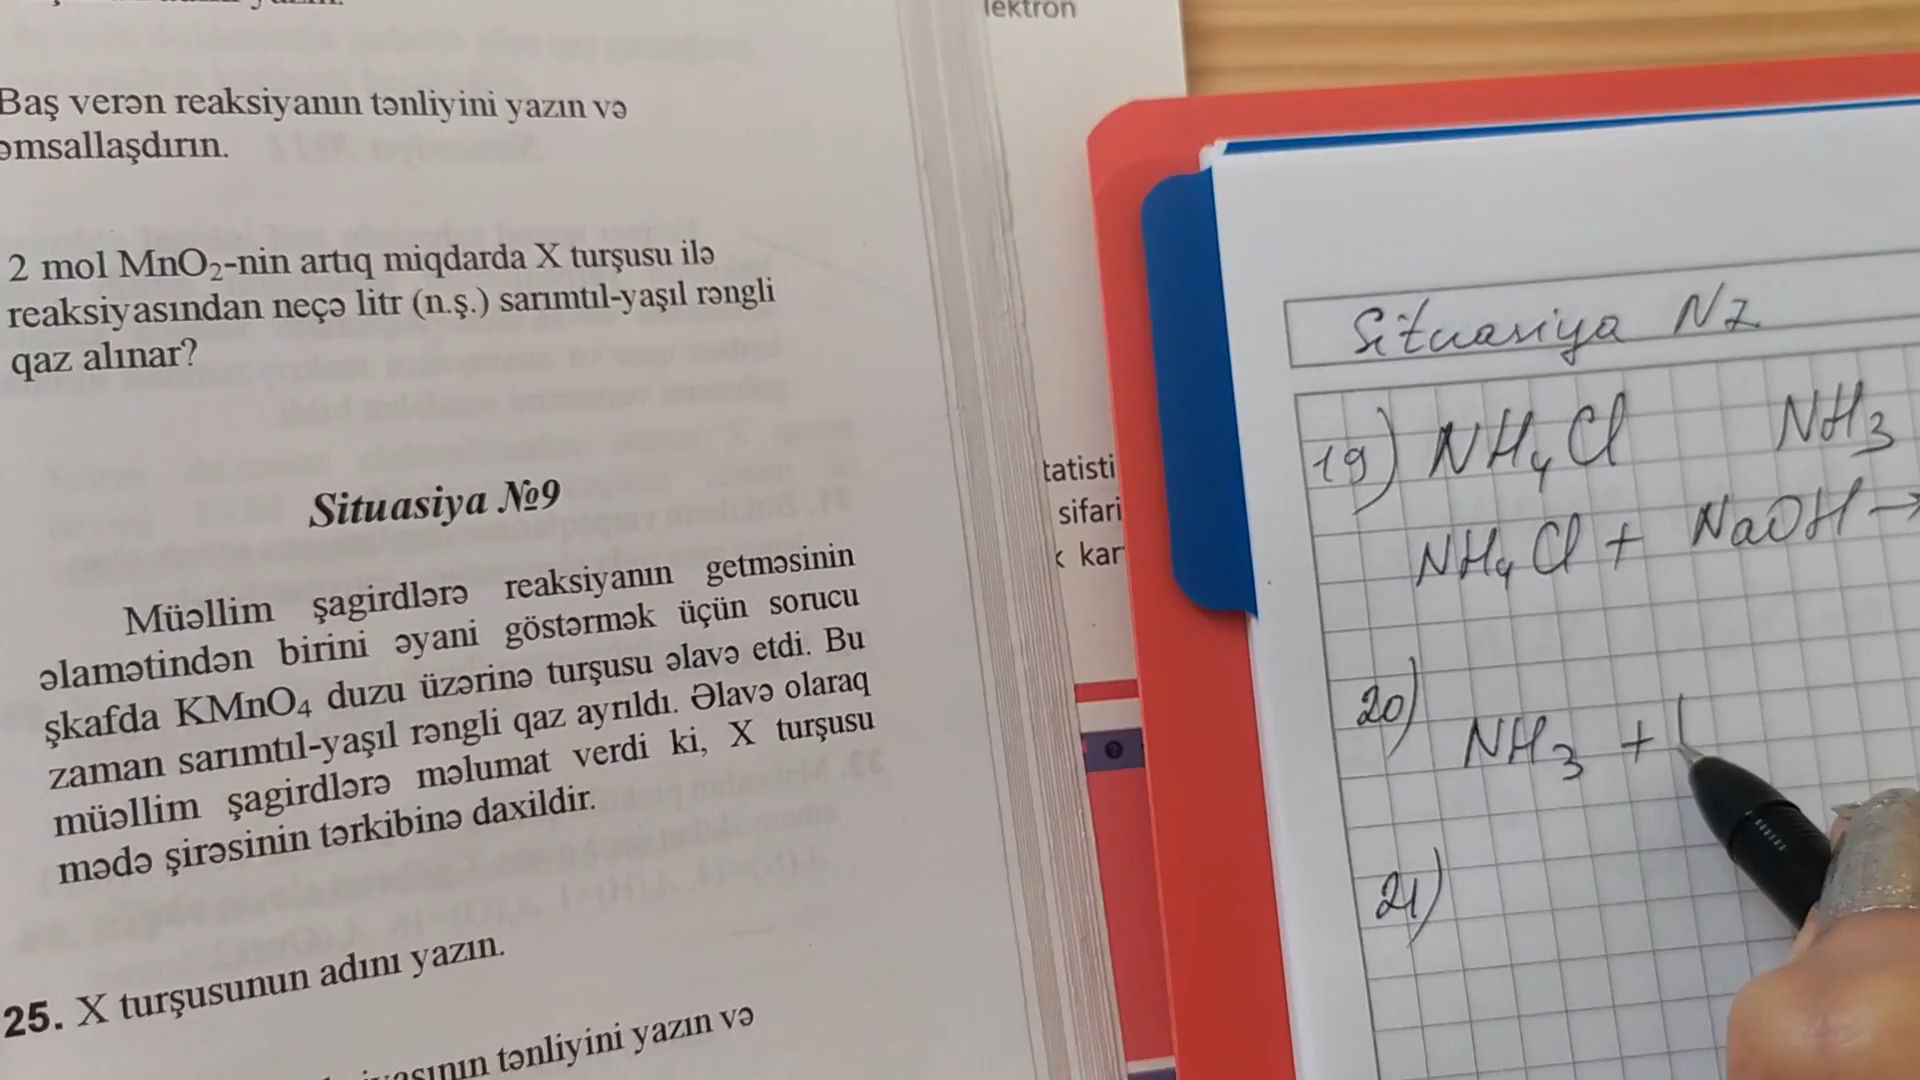 lektron
Baş verən reaksiyanın tənliyini yazın və
əmsallaşdırın.
2 mol MnO₂-nin artıq miqdarda X turşusu ilə
reaksiyasından neçə litr (n.ş.) sarımtıl-yaşıl rəngli
qaz alınar?
Situasiya №9
Müəllim şagirdlərə reaksiyanın getməsinin
əlamətindən birini əyani göstərmək üçün sorucu
şkafda KMnO₄ duzu üzərinə turşusu əlavə etdi. Bu
zaman sarımtıl-yaşıl rəngli qaz ayrıldı. Əlavə olaraq
müəllim şagirdlərə məlumat verdi ki, X turşusu
mədə şirəsinin tərkibinə daxildir.
25. X turşusunun adını yazın.
tənliyini yazın və
tatisti
sifari
k kar
Situasiya N7
19) NH₄Cl NH₃
NH₄Cl + NaOH →
20) NH₃ +
21)